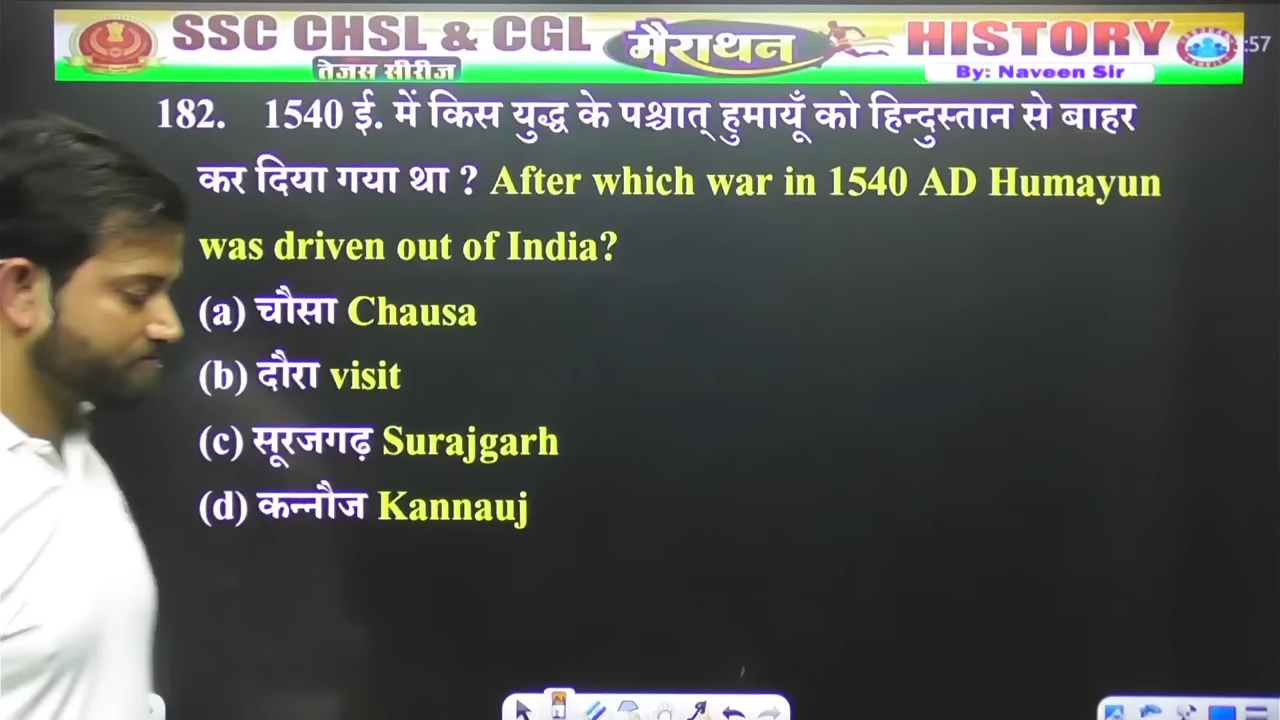 SSC CHSL & CGL
तेजस सीरीज
मैराथन
HISTORY
By: Naveen Sir
:57
182. 1540 ई. में किस युद्ध के पश्चात् हुमायूँ को हिन्दुस्तान से बाहर
कर दिया गया था ? After which war in 1540 AD Humayun
was driven out of India?
(a) चौसा Chausa
(b) दौरा visit
(c) सूरजगढ़ Surajgarh
(d) कन्नौज Kannauj